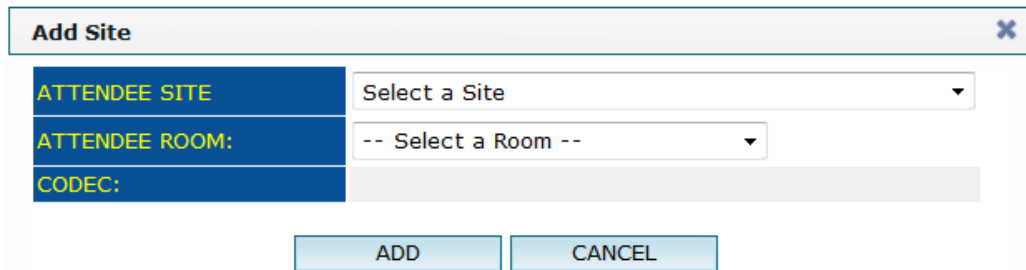 Add Site
ATTENDEE SITE Select a Site
ATTENDEE ROOM: -- Select a Room --
CODEC:
ADD CANCEL